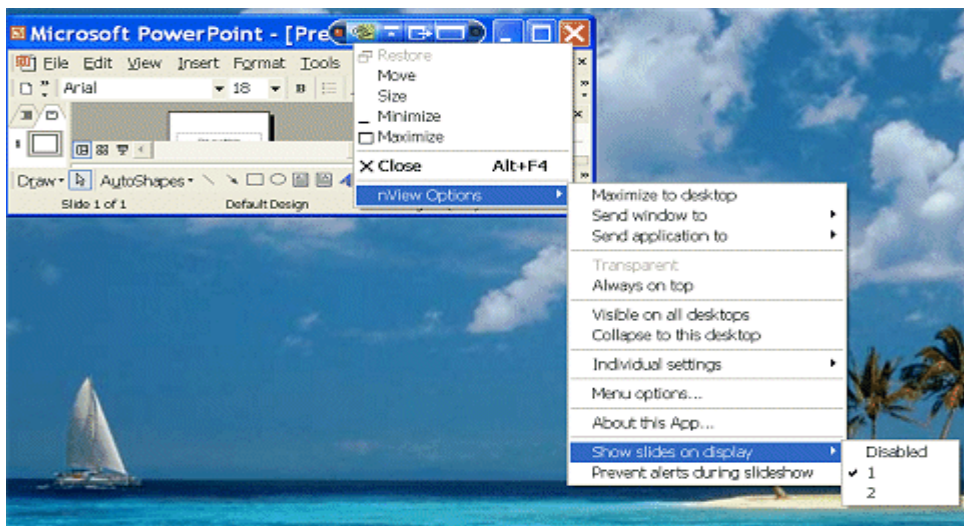 Microsoft PowerPoint - [Pre
File Edit View Insert Format Tools
Arial 18 B
Draw AutoShapes
Slide 1 of 1 Default Design
Restore
Move
Size
Minimize
Maximize
Close Alt+F4
nView Options
Maximize to desktop
Send window to
Send application to
Transparent
Always on top
Visible on all desktops
Collapse to this desktop
Individual settings
Menu options...
About this App...
Show slides on display
Prevent alerts during slideshow
Disabled
1
2